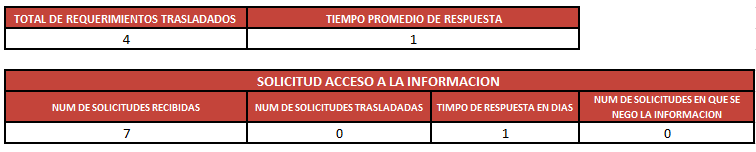 TOTAL DE REQUERIMIENTOS TRASLADADOS TIEMPO PROMEDIO DE RESPUESTA
4 1
SOLICITUD ACCESO A LA INFORMACION
NUM DE SOLICITUDES RECIBIDAS NUM DE SOLICITUDES TRASLADADAS TIMPO DE RESPUESTA EN DIAS NUM DE SOLICITUDES EN QUE SE
NEGO LA INFORMACION
7 0 1 0